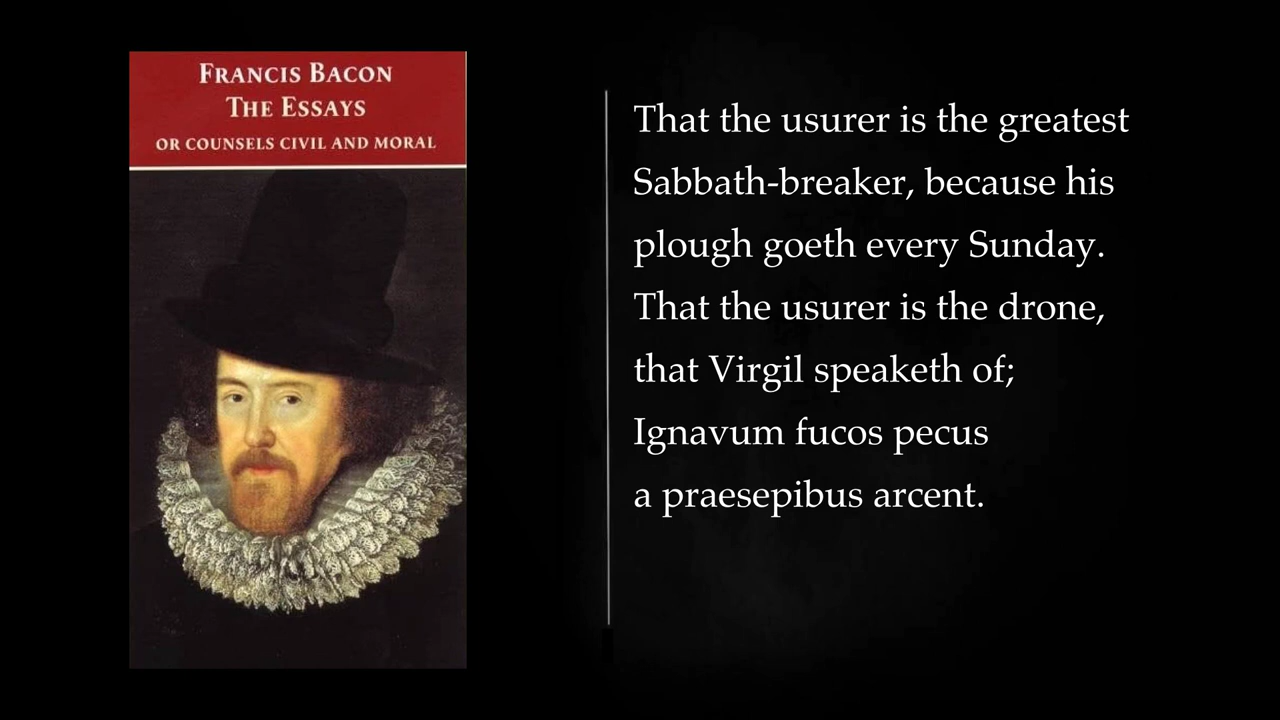 FRANCIS BACON
THE ESSAYS
OR COUNSELS CIVIL AND MORAL
That the usurer is the greatest
Sabbath-breaker, because his
plough goeth every Sunday.
That the usurer is the drone,
that Virgil speaketh of;
Ignavum fucos pecus
a praesepibus arcent.